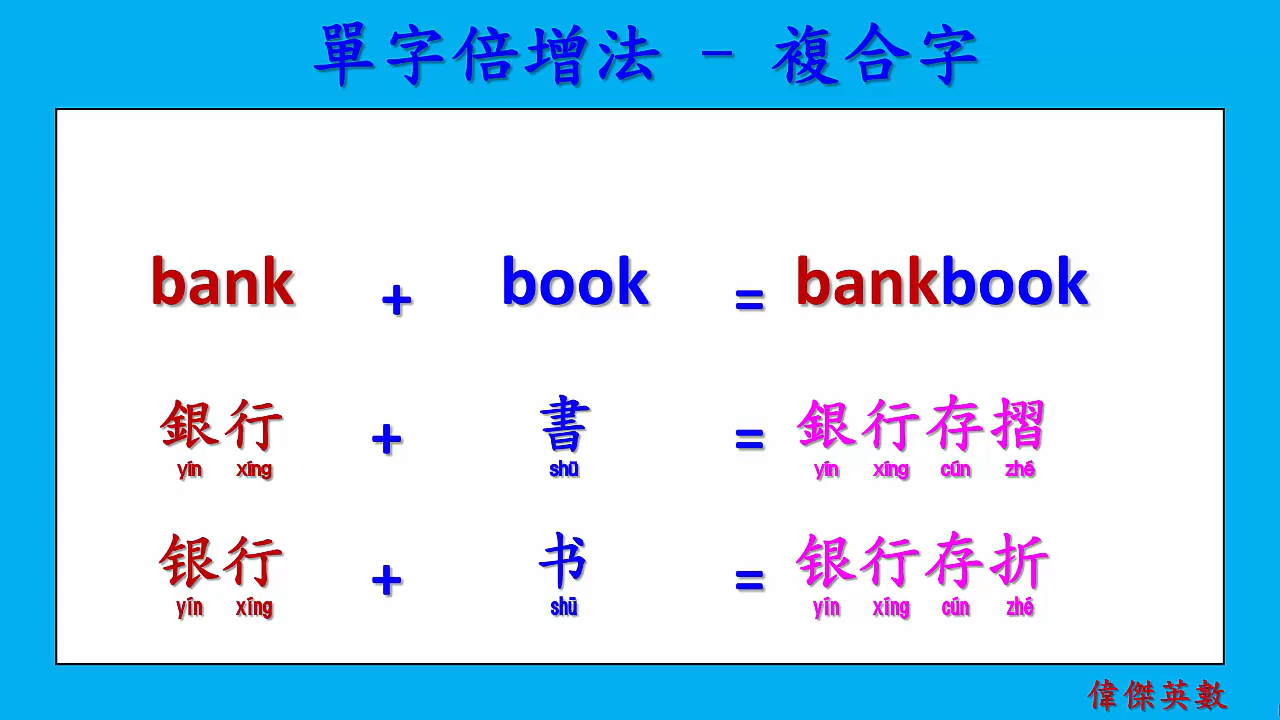 單字倍增法 - 複合字
bank + book = bankbook
銀行 + 書 = 銀行存摺
yín xíng shū yín xíng cún zhé
银行 + 书 = 银行存折
yín xíng shū yín xíng cún zhé
偉傑英數